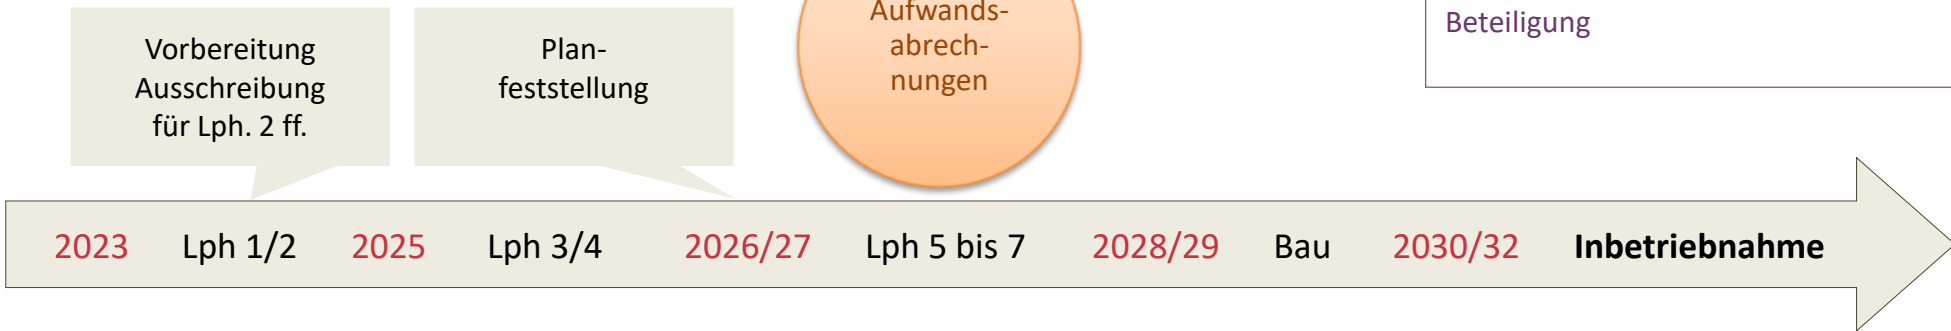 Vorbereitung
Ausschreibung
für Lph. 2 ff.
Plan-
feststellung
Aufwands-
abrech-
nungen
Beteiligung
2023 Lph 1/2 2025 Lph 3/4 2026/27 Lph 5 bis 7 2028/29 Bau 2030/32 Inbetriebnahme